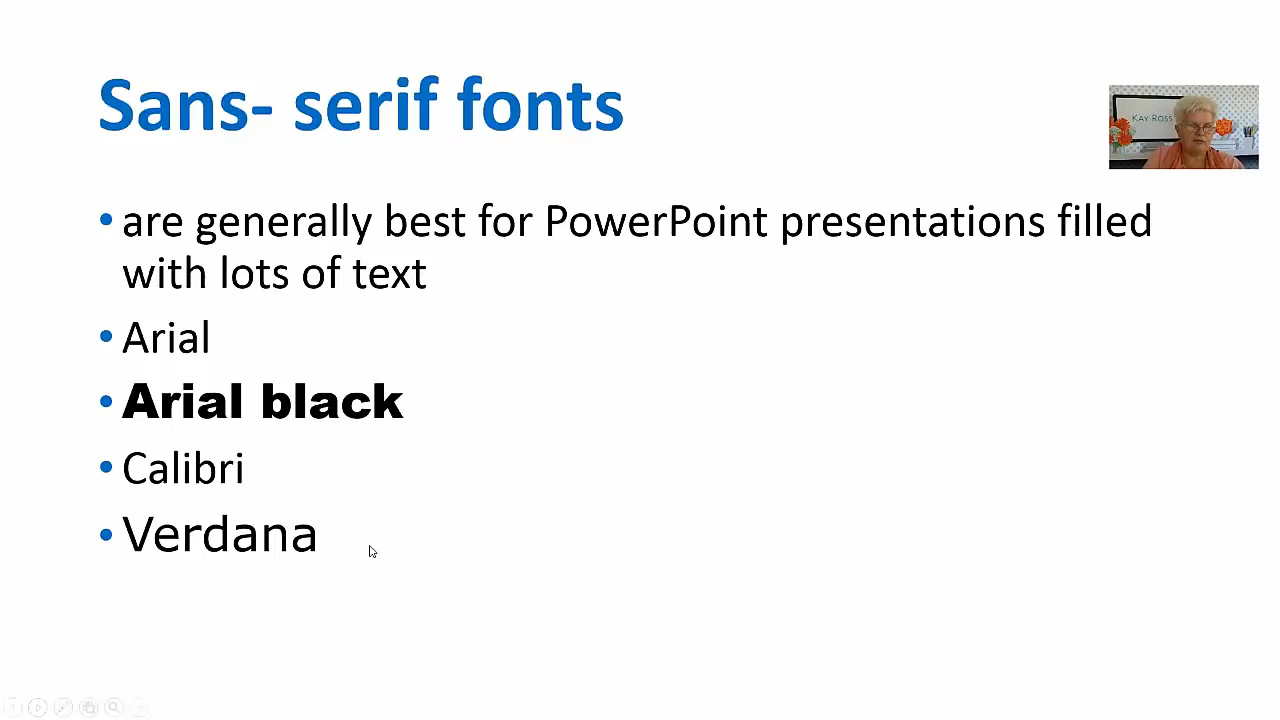 Sans- serif fonts
KAY ROSS
• are generally best for PowerPoint presentations filled
with lots of text
• Arial
• Arial black
• Calibri
• Verdana